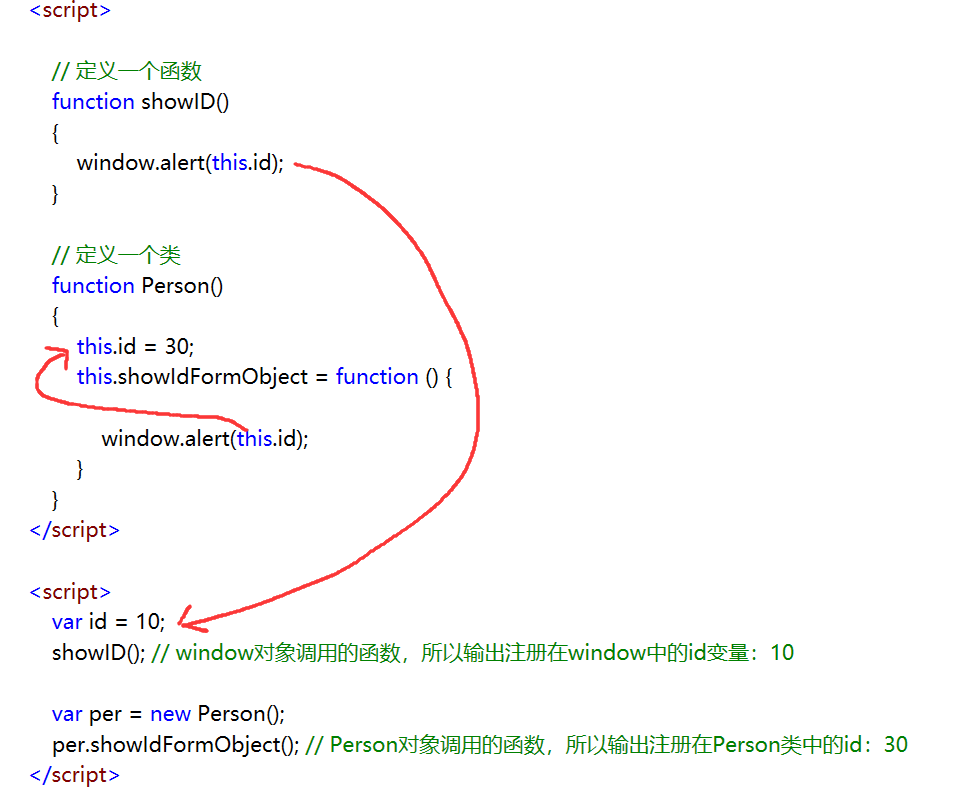 <script>
// 定义一个函数
function showID()
{
window.alert(this.id);
}
// 定义一个类
function Person()
{
this.id = 30;
this.showIdFormObject = function () {
window.alert(this.id);
}
}
</script>
<script>
var id = 10;
showID(); // window对象调用的函数，所以输出注册在window中的id变量：10
var per = new Person();
per.showIdFormObject(); // Person对象调用的函数，所以输出注册在Person类中的id：30
</script>